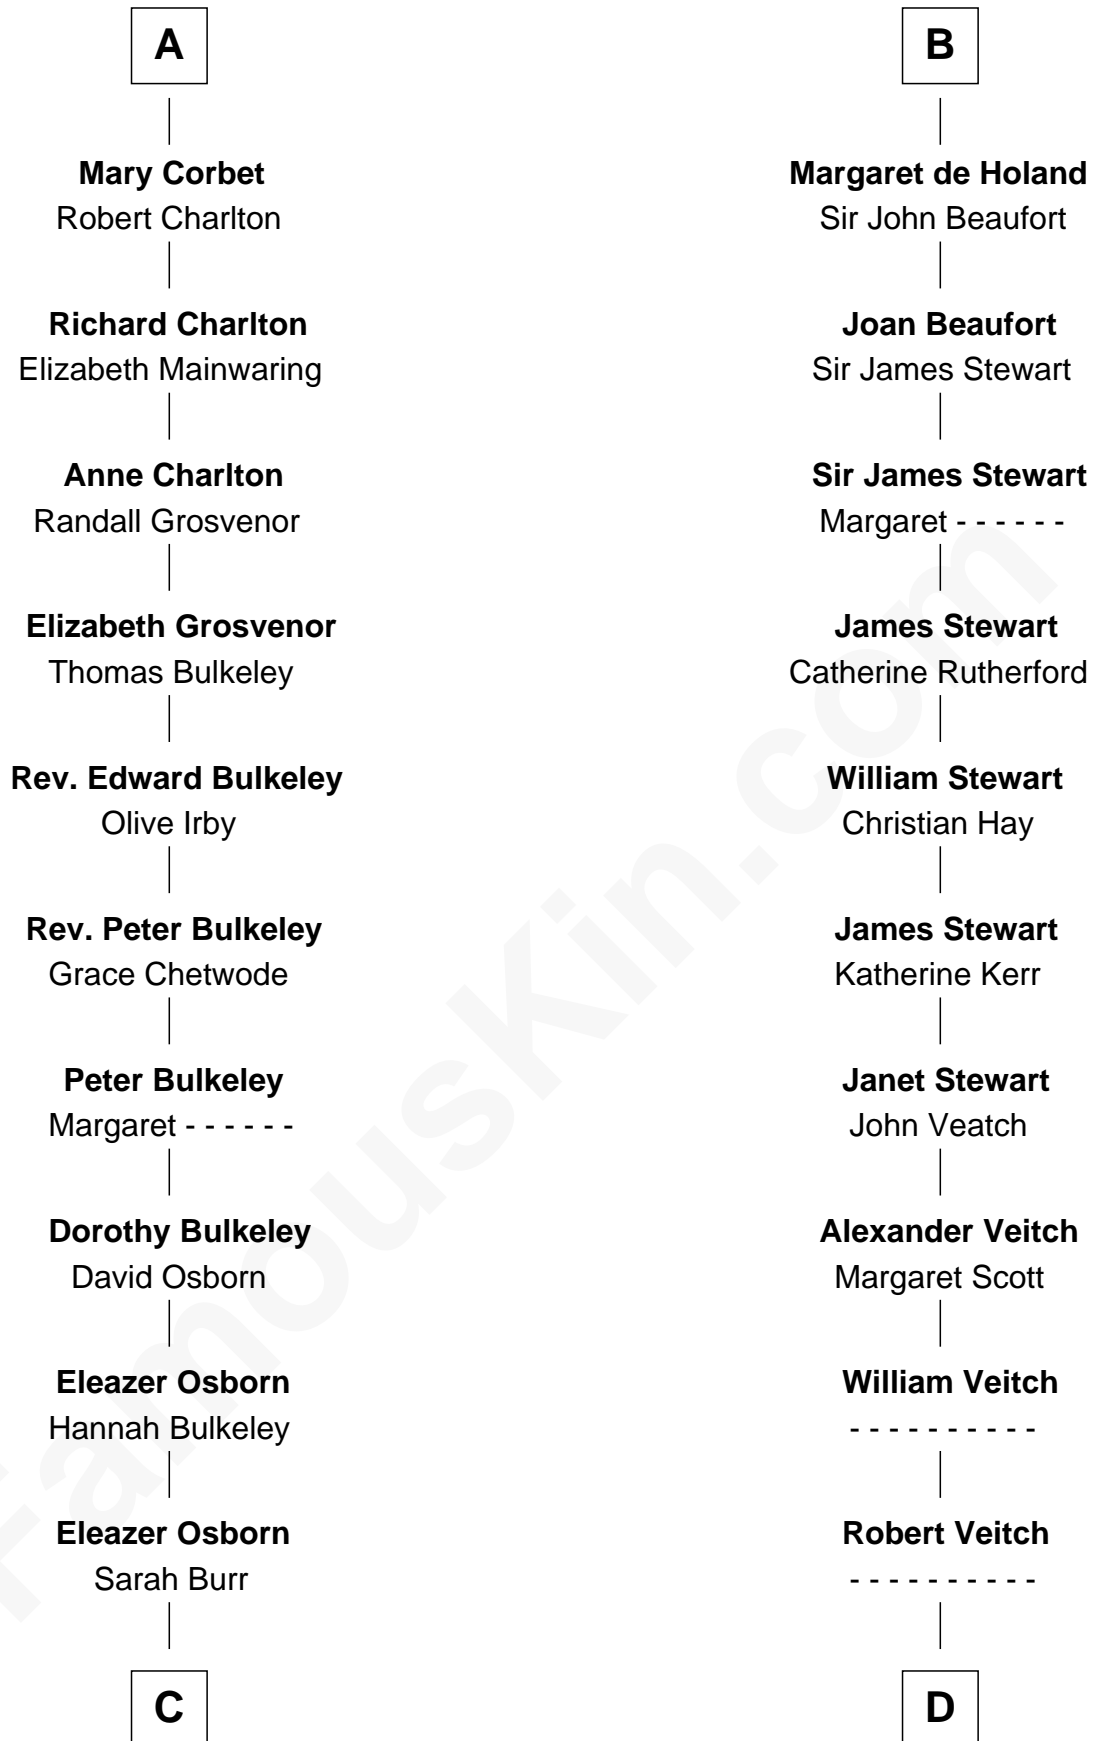 A
Mary Corbet
Robert Charlton
Richard Charlton
Elizabeth Mainwaring
Anne Charlton
Randall Grosvenor
Elizabeth Grosvenor
Thomas Bulkeley
Rev. Edward Bulkeley
Olive Irby
Rev. Peter Bulkeley
Grace Chetwode
Peter Bulkeley
Margaret - - - - - -
Dorothy Bulkeley
David Osborn
Eleazer Osborn
Hannah Bulkeley
Eleazer Osborn
Sarah Burr
C
B
Margaret de Holand
Sir John Beaufort
Joan Beaufort
Sir James Stewart
Sir James Stewart
Margaret - - - - - -
James Stewart
Catherine Rutherford
William Stewart
Christian Hay
James Stewart
Katherine Kerr
Janet Stewart
John Veatch
Alexander Veitch
Margaret Scott
William Veitch
- - - - - - - - - -
Robert Veitch
- - - - - - - - - -
D
FamousKin.com